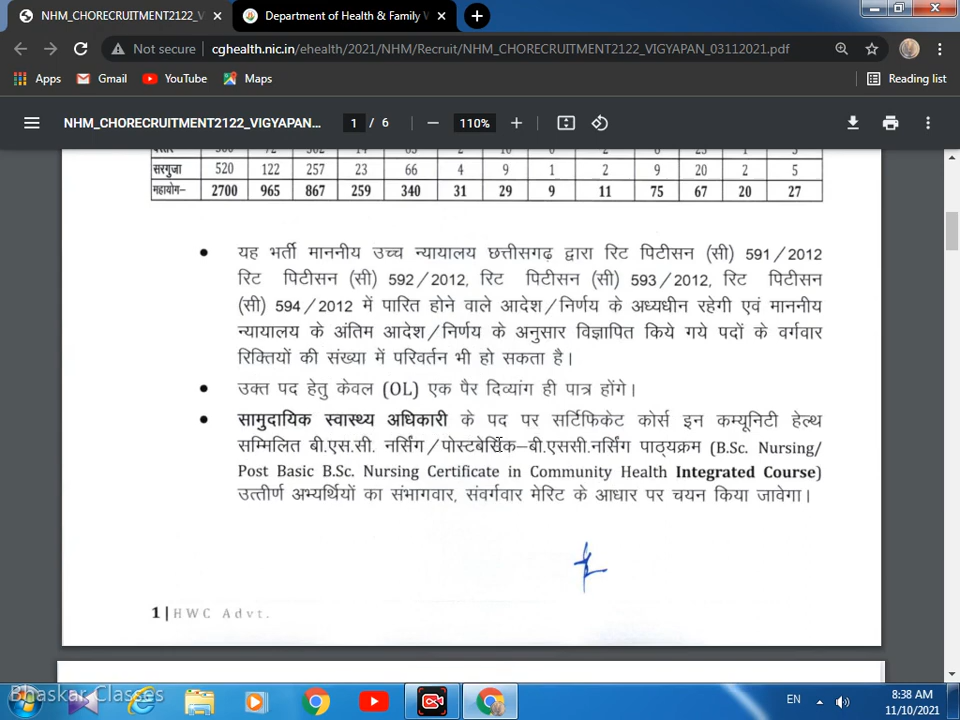 NHM_CHORECRUITMENT2122_V
Department of Health & Family
Not secure
cghealth.nic.in/ehealth/2021/NHM/Recruit/NHM_CHORECRUITMENT2122_VIGYAPAN_03112021.pdf
Apps Gmail YouTube Maps Reading list
NHM_CHORECRUITMENT2122_VIGYAPAN... 1 / 6 110%
सरगुजा 520 122 257 23 66 4 9 1 2 9 20 2 5
महायोग- 2700 965 867 259 340 31 29 9 11 75 67 20 27
• यह भर्ती माननीय उच्च न्यायालय छत्तीसगढ़ द्वारा रिट पिटीसन (सी) 591/2012
रिट पिटीसन (सी) 592/2012, रिट पिटीसन (सी) 593/2012, रिट पिटीसन
(सी) 594/2012 में पारित होने वाले आदेश/निर्णय के अध्यधीन रहेगी एवं माननीय
न्यायालय के अंतिम आदेश/निर्णय के अनुसार विज्ञापित किये गये पदों के वर्गवार
रिक्तियों की संख्या में परिवर्तन भी हो सकता है।
• उक्त पद हेतु केवल (OL) एक पैर दिव्यांग ही पात्र होंगे।
• सामुदायिक स्वास्थ्य अधिकारी के पद पर सर्टिफिकेट कोर्स इन कम्यूनिटी हेल्थ
सम्मिलित बी.एस.सी. नर्सिंग/पोस्टबेसिक-बी.एससी.नर्सिंग पाठ्यक्रम (B.Sc. Nursing/
Post Basic B.Sc. Nursing Certificate in Community Health Integrated Course)
उत्तीर्ण अभ्यर्थियों का संभागवार, संवर्गवार मेरिट के आधार पर चयन किया जावेगा।
1|HWC Advt.
Bhaskar Classes
EN
8:38 AM
11/10/2021